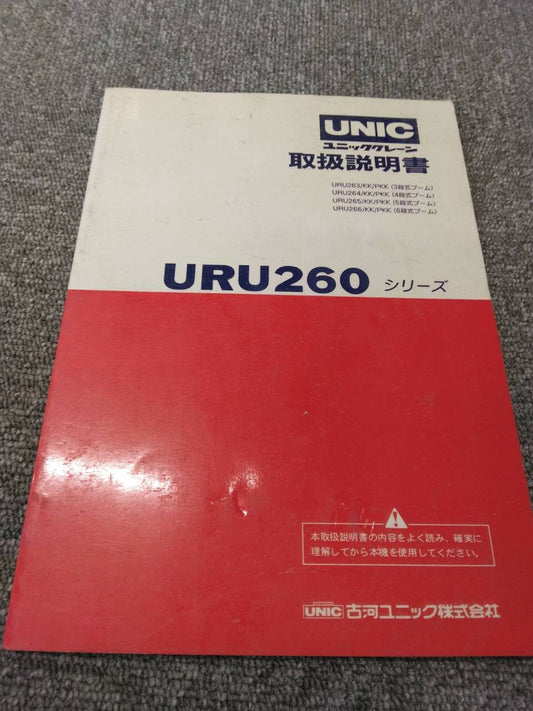 UNIC
ユニッククレーン
取扱説明書
URU263/KK/PKK (3段式ブーム)
URU264/KK/PKK (4段式ブーム)
URU265/KK/PKK (5段式ブーム)
URU266/KK/PKK (6段式ブーム)
URU260 シリーズ
本取扱説明書の内容をよく読み、確実に
理解してから本機を使用してください。
UNIC 古河ユニック株式会社